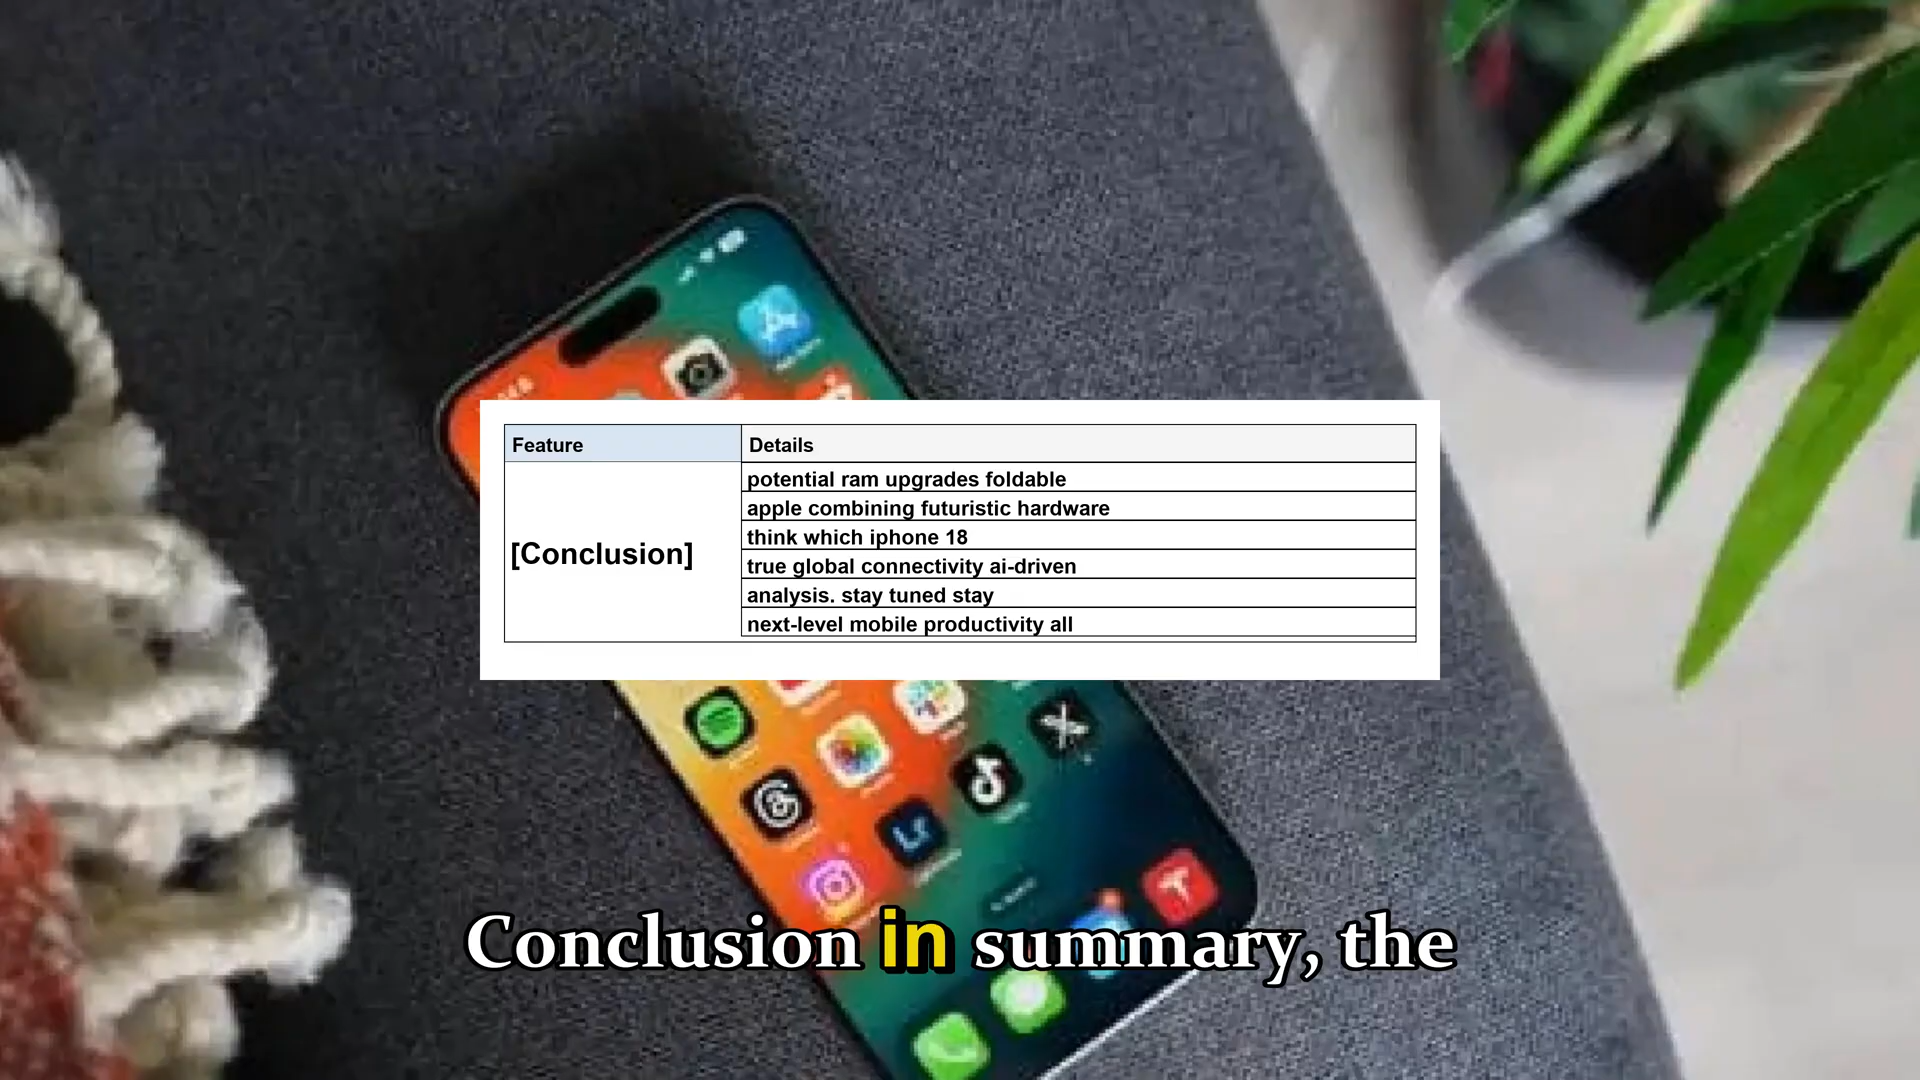 Feature
Details
[Conclusion]
potential ram upgrades foldable
apple combining futuristic hardware
think which iphone 18
true global connectivity ai-driven
analysis. stay tuned stay
next-level mobile productivity all
Conclusion in summary, the